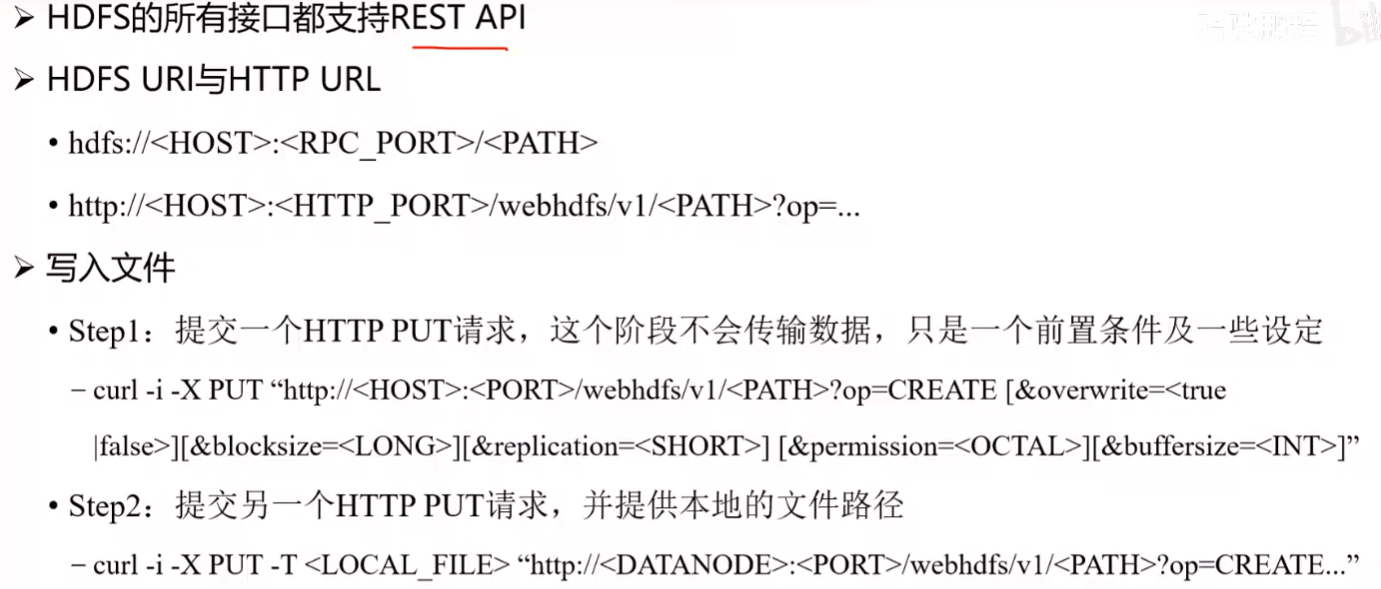 ➤ HDFS的所有接口都支持REST API
➤ HDFS URI与HTTP URL
• hdfs://<HOST>:<RPC_PORT>/<PATH>
• http://<HOST>:<HTTP_PORT>/webhdfs/v1/<PATH>?op=...
➤ 写入文件
• Step1：提交一个HTTP PUT请求，这个阶段不会传输数据，只是一个前置条件及一些设定
– curl -i -X PUT “http://<HOST>:<PORT>/webhdfs/v1/<PATH>?op=CREATE [&overwrite=<true
|false>][&blocksize=<LONG>][&replication=<SHORT>] [&permission=<OCTAL>][&buffersize=<INT>]”
• Step2：提交另一个HTTP PUT请求，并提供本地的文件路径
– curl -i -X PUT -T <LOCAL_FILE> “http://<DATANODE>:<PORT>/webhdfs/v1/<PATH>?op=CREATE...”